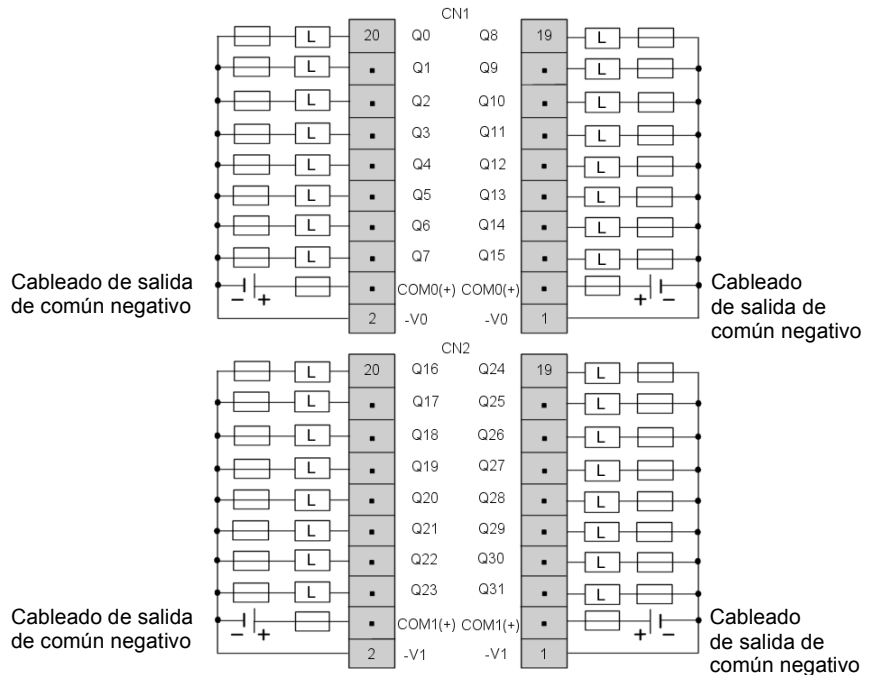 CN1
L 20 Q0 Q8 19 L
L Q1 Q9 L
L Q2 Q10 L
L Q3 Q11 L
L Q4 Q12 L
L Q5 Q13 L
L Q6 Q14 L
L Q7 Q15 L
Cableado de salida
de común negativo
− + COM0(+) COM0(+) + −
Cableado
de salida de
común negativo
2 -V0 -V0 1
CN2
L 20 Q16 Q24 19 L
L Q17 Q25 L
L Q18 Q26 L
L Q19 Q27 L
L Q20 Q28 L
L Q21 Q29 L
L Q22 Q30 L
L Q23 Q31 L
Cableado de salida
de común negativo
− + COM1(+) COM1(+) + −
Cableado
de salida de
común negativo
2 -V1 -V1 1